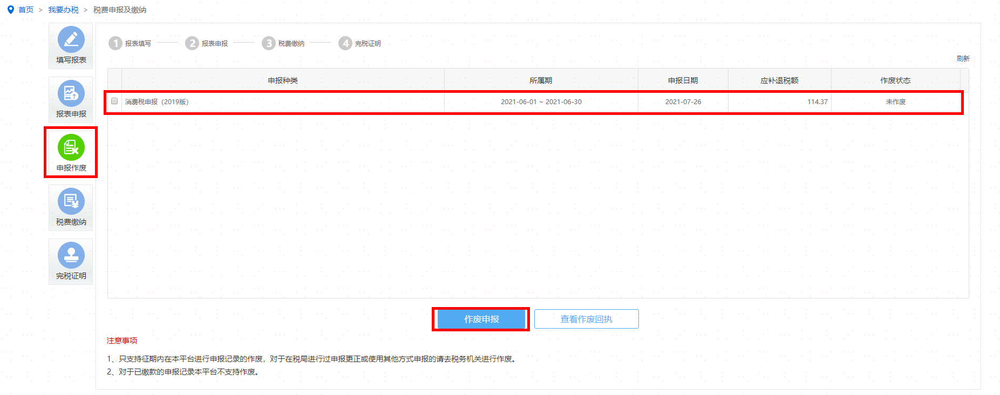 首页 > 我要办税 > 税费申报及缴纳
填写报表
报表申报
申报作废
税费缴纳
完税证明
1 报表填写 2 报表申报 3 税费缴纳 4 完税证明
刷新
申报种类 所属期 申报日期 应补退税额 作废状态
消费税申报（2019版） 2021-06-01 ~ 2021-06-30 2021-07-26 114.37 未作废
作废申报 查看作废回执
注意事项
1、只支持征期内在本平台进行申报记录的作废，对于在税局进行过申报更正或使用其他方式申报的请去税务机关进行作废。
2、对于已缴款的申报记录本平台不支持作废。